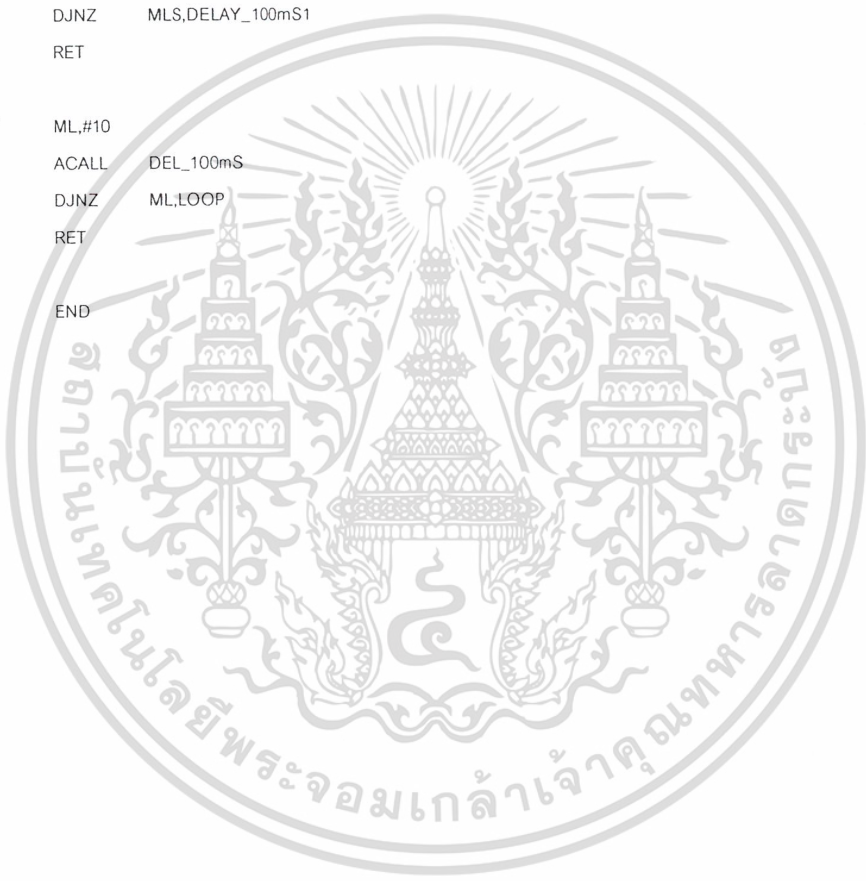 DJNZ MLS,DELAY_100mS1
RET
ML,#10
ACALL DEL_100mS
DJNZ ML,LOOP
RET
END
๔
สถาบันเทคโนโลยีพระจอมเกล้าเจ้าคุณทหารลาดกระบัง